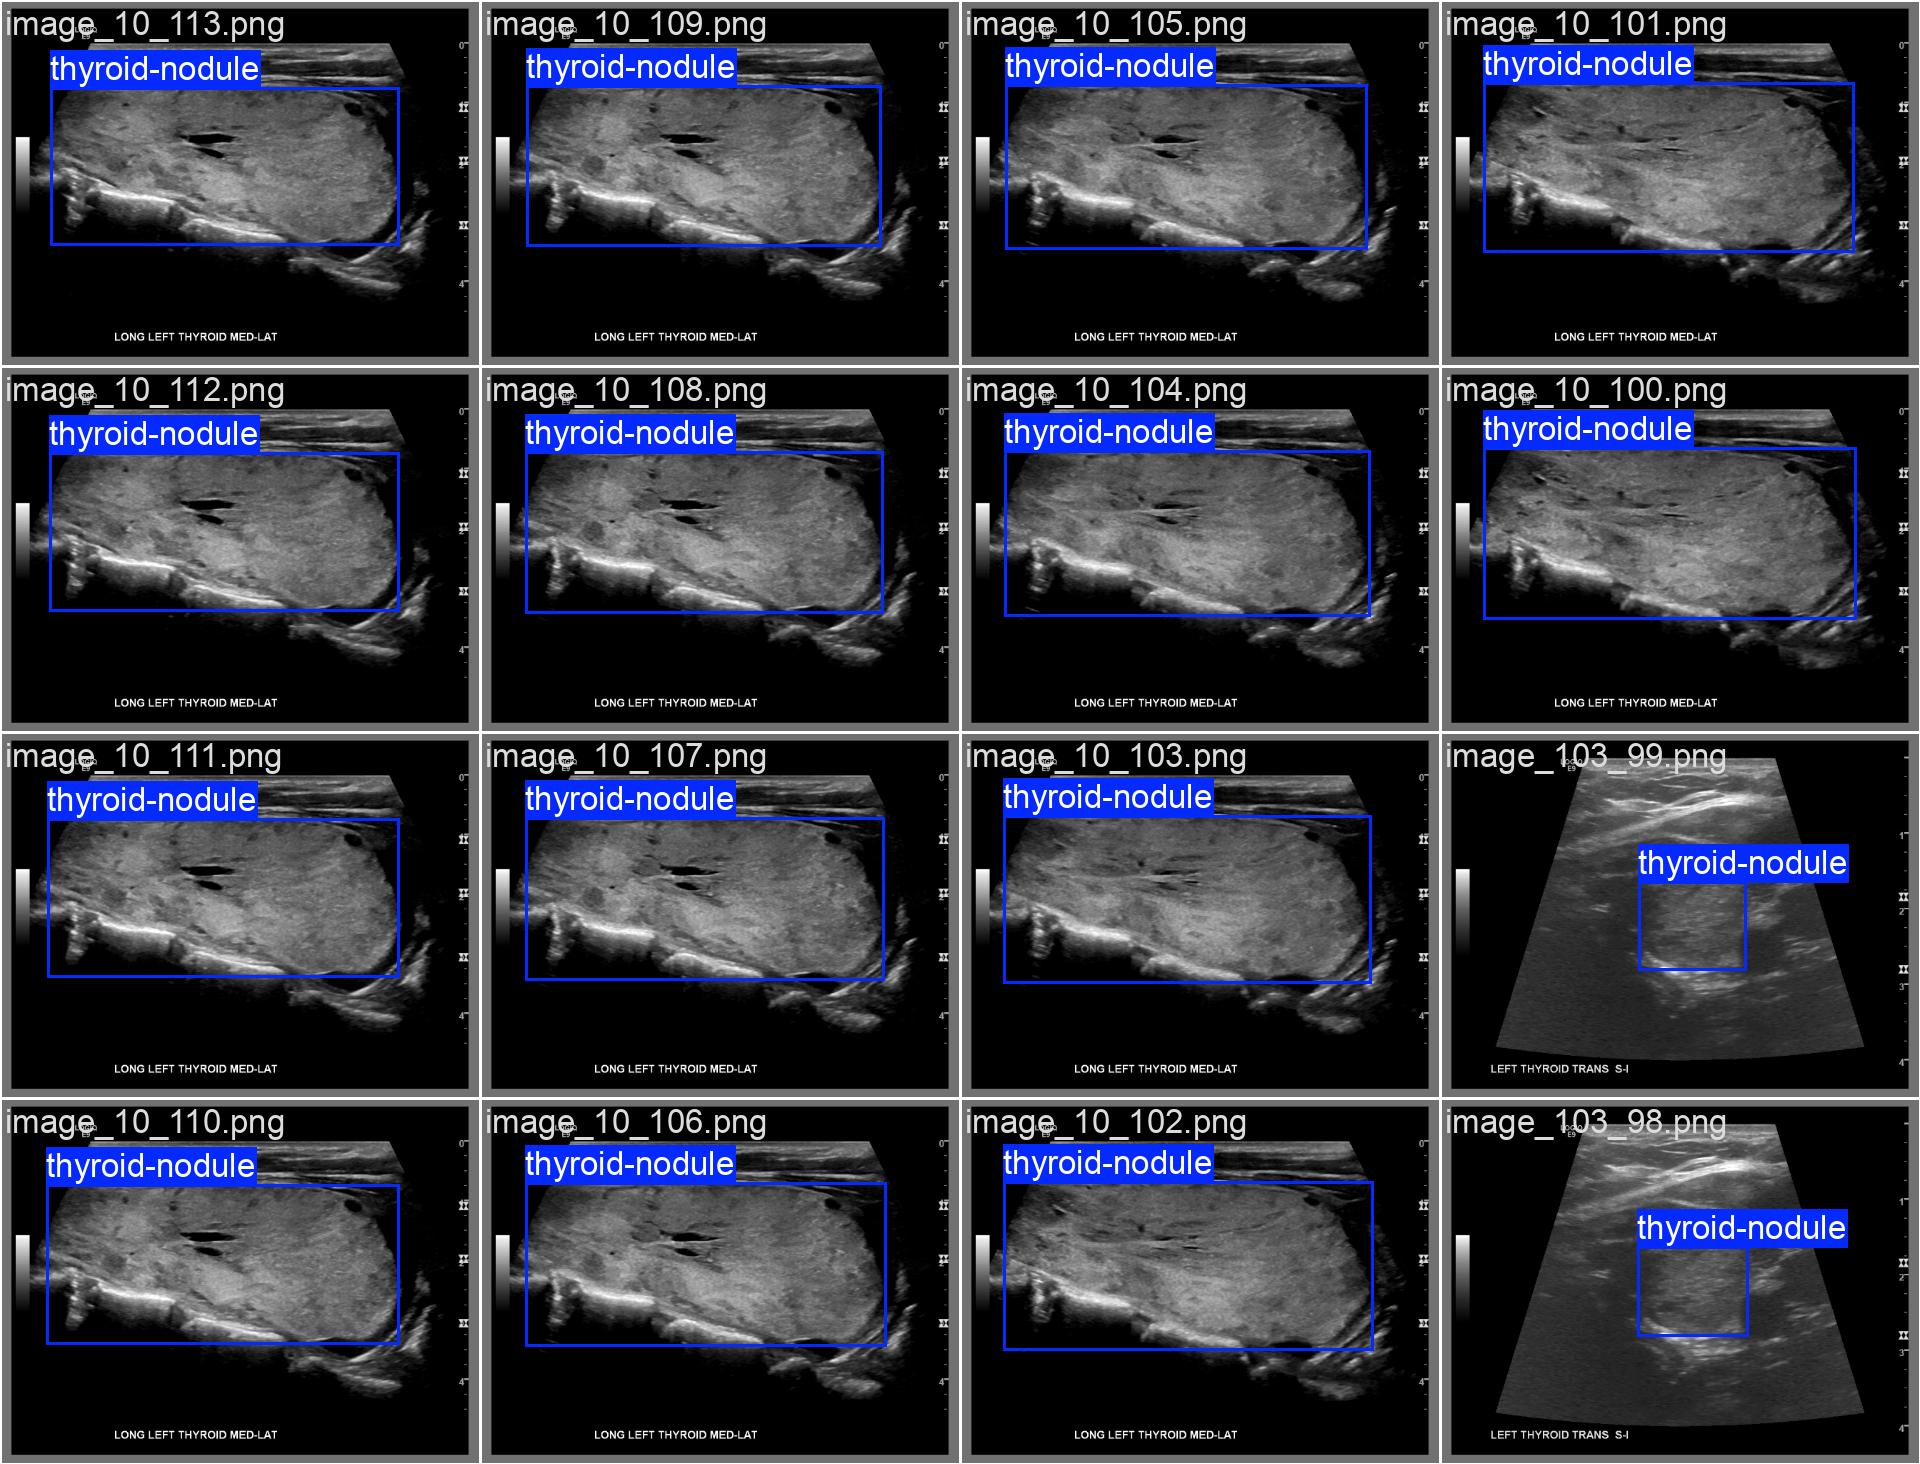 image_10_113.png
thyroid-nodule
LONG LEFT THYROID MED-LAT
image_10_109.png
thyroid-nodule
LONG LEFT THYROID MED-LAT
image_10_105.png
thyroid-nodule
LONG LEFT THYROID MED-LAT
image_10_101.png
thyroid-nodule
LONG LEFT THYROID MED-LAT
image_10_112.png
thyroid-nodule
LONG LEFT THYROID MED-LAT
image_10_108.png
thyroid-nodule
LONG LEFT THYROID MED-LAT
image_10_104.png
thyroid-nodule
LONG LEFT THYROID MED-LAT
image_10_100.png
thyroid-nodule
LONG LEFT THYROID MED-LAT
image_10_111.png
thyroid-nodule
LONG LEFT THYROID MED-LAT
image_10_107.png
thyroid-nodule
LONG LEFT THYROID MED-LAT
image_10_103.png
thyroid-nodule
LONG LEFT THYROID MED-LAT
image_103_99.png
thyroid-nodule
LEFT THYROID TRANS S-I
image_10_110.png
thyroid-nodule
LONG LEFT THYROID MED-LAT
image_10_106.png
thyroid-nodule
LONG LEFT THYROID MED-LAT
image_10_102.png
thyroid-nodule
LONG LEFT THYROID MED-LAT
image_103_98.png
thyroid-nodule
LEFT THYROID TRANS S-I